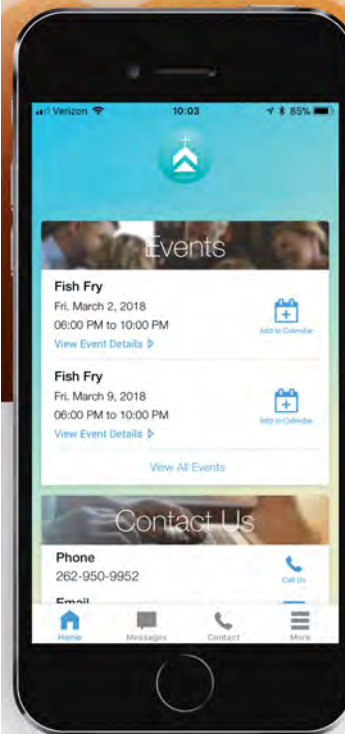 Verizon 10:03 85%
Events
Fish Fry
Fri. March 2, 2018
06:00 PM to 10:00 PM
Add to Calendar
View Event Details
Fish Fry
Fri. March 9, 2018
06:00 PM to 10:00 PM
Add to Calendar
View Event Details
View All Events
Contact Us
Phone
262-950-9952
Call Us
Email
Home Messages Contact More